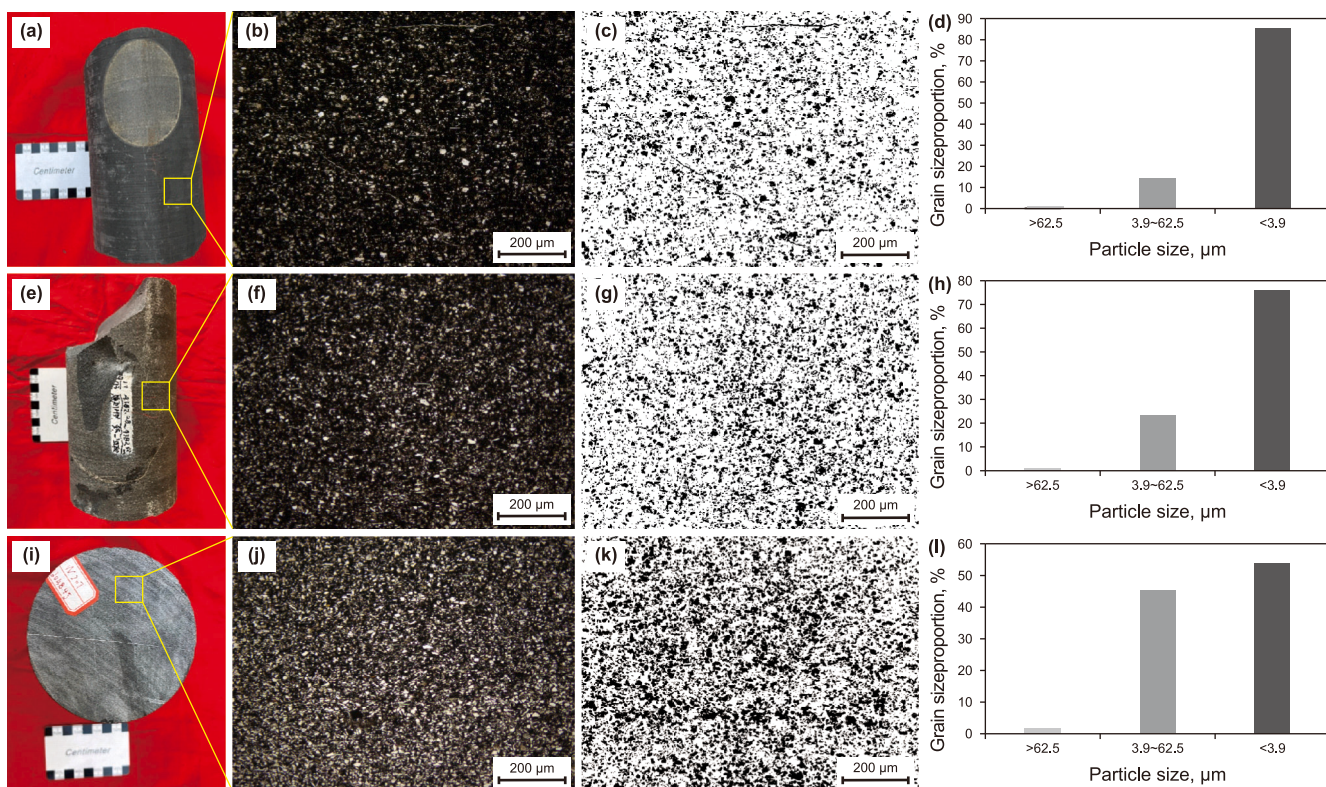 (a)
Centimeter
(b)
200 µm
(c)
200 µm
(d)
Grain sizeproportion, %
90
80
70
60
50
40
30
20
10
0
>62.5
3.9~62.5
<3.9
Particle size, µm
(e)
Centimeter
(f)
200 µm
(g)
200 µm
(h)
Grain sizeproportion, %
80
70
60
50
40
30
20
10
0
>62.5
3.9~62.5
<3.9
Particle size, µm
(i)
Centimeter
(j)
200 µm
(k)
200 µm
(l)
Grain sizeproportion, %
60
50
40
30
20
10
0
>62.5
3.9~62.5
<3.9
Particle size, µm